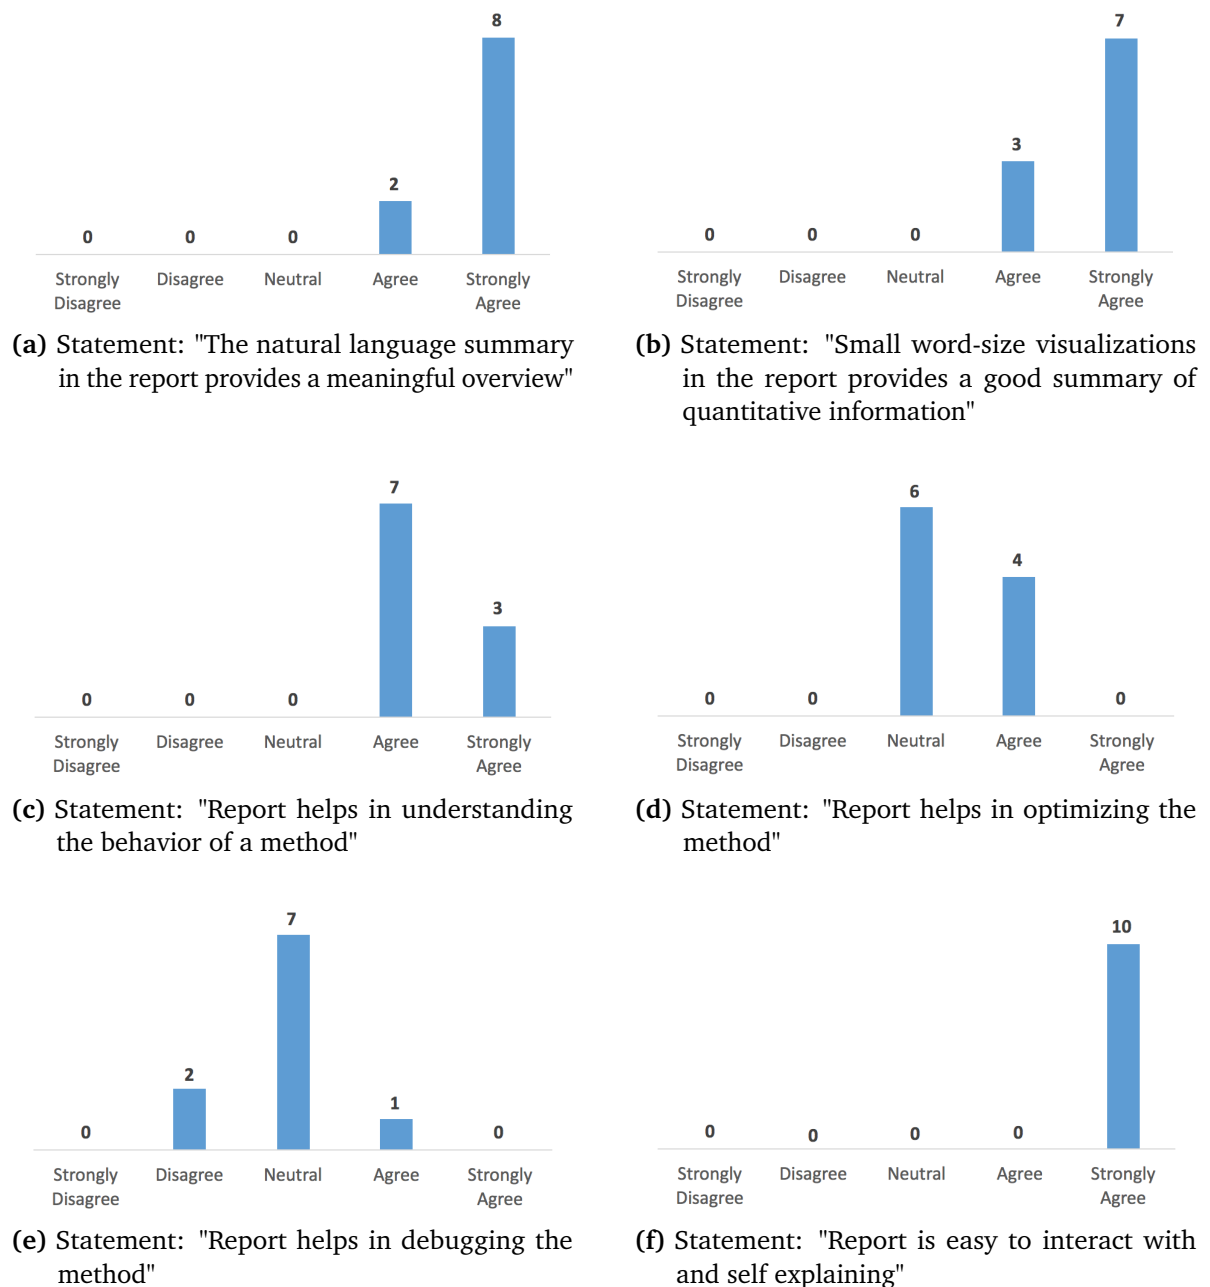 8
2
0 0 0
Strongly Disagree Neutral Agree Strongly
Disagree Agree
(a) Statement: "The natural language summary
in the report provides a meaningful overview"
7
3
0 0 0
Strongly Disagree Neutral Agree Strongly
Disagree Agree
(b) Statement: "Small word-size visualizations
in the report provides a good summary of
quantitative information"
7
3
0 0 0
Strongly Disagree Neutral Agree Strongly
Disagree Agree
(c) Statement: "Report helps in understanding
the behavior of a method"
6
4
0 0 0
Strongly Disagree Neutral Agree Strongly
Disagree Agree
(d) Statement: "Report helps in optimizing the
method"
7
2
1
0 0
Strongly Disagree Neutral Agree Strongly
Disagree Agree
(e) Statement: "Report helps in debugging the
method"
10
0 0 0 0
Strongly Disagree Neutral Agree Strongly
Disagree Agree
(f) Statement: "Report is easy to interact with
and self explaining"